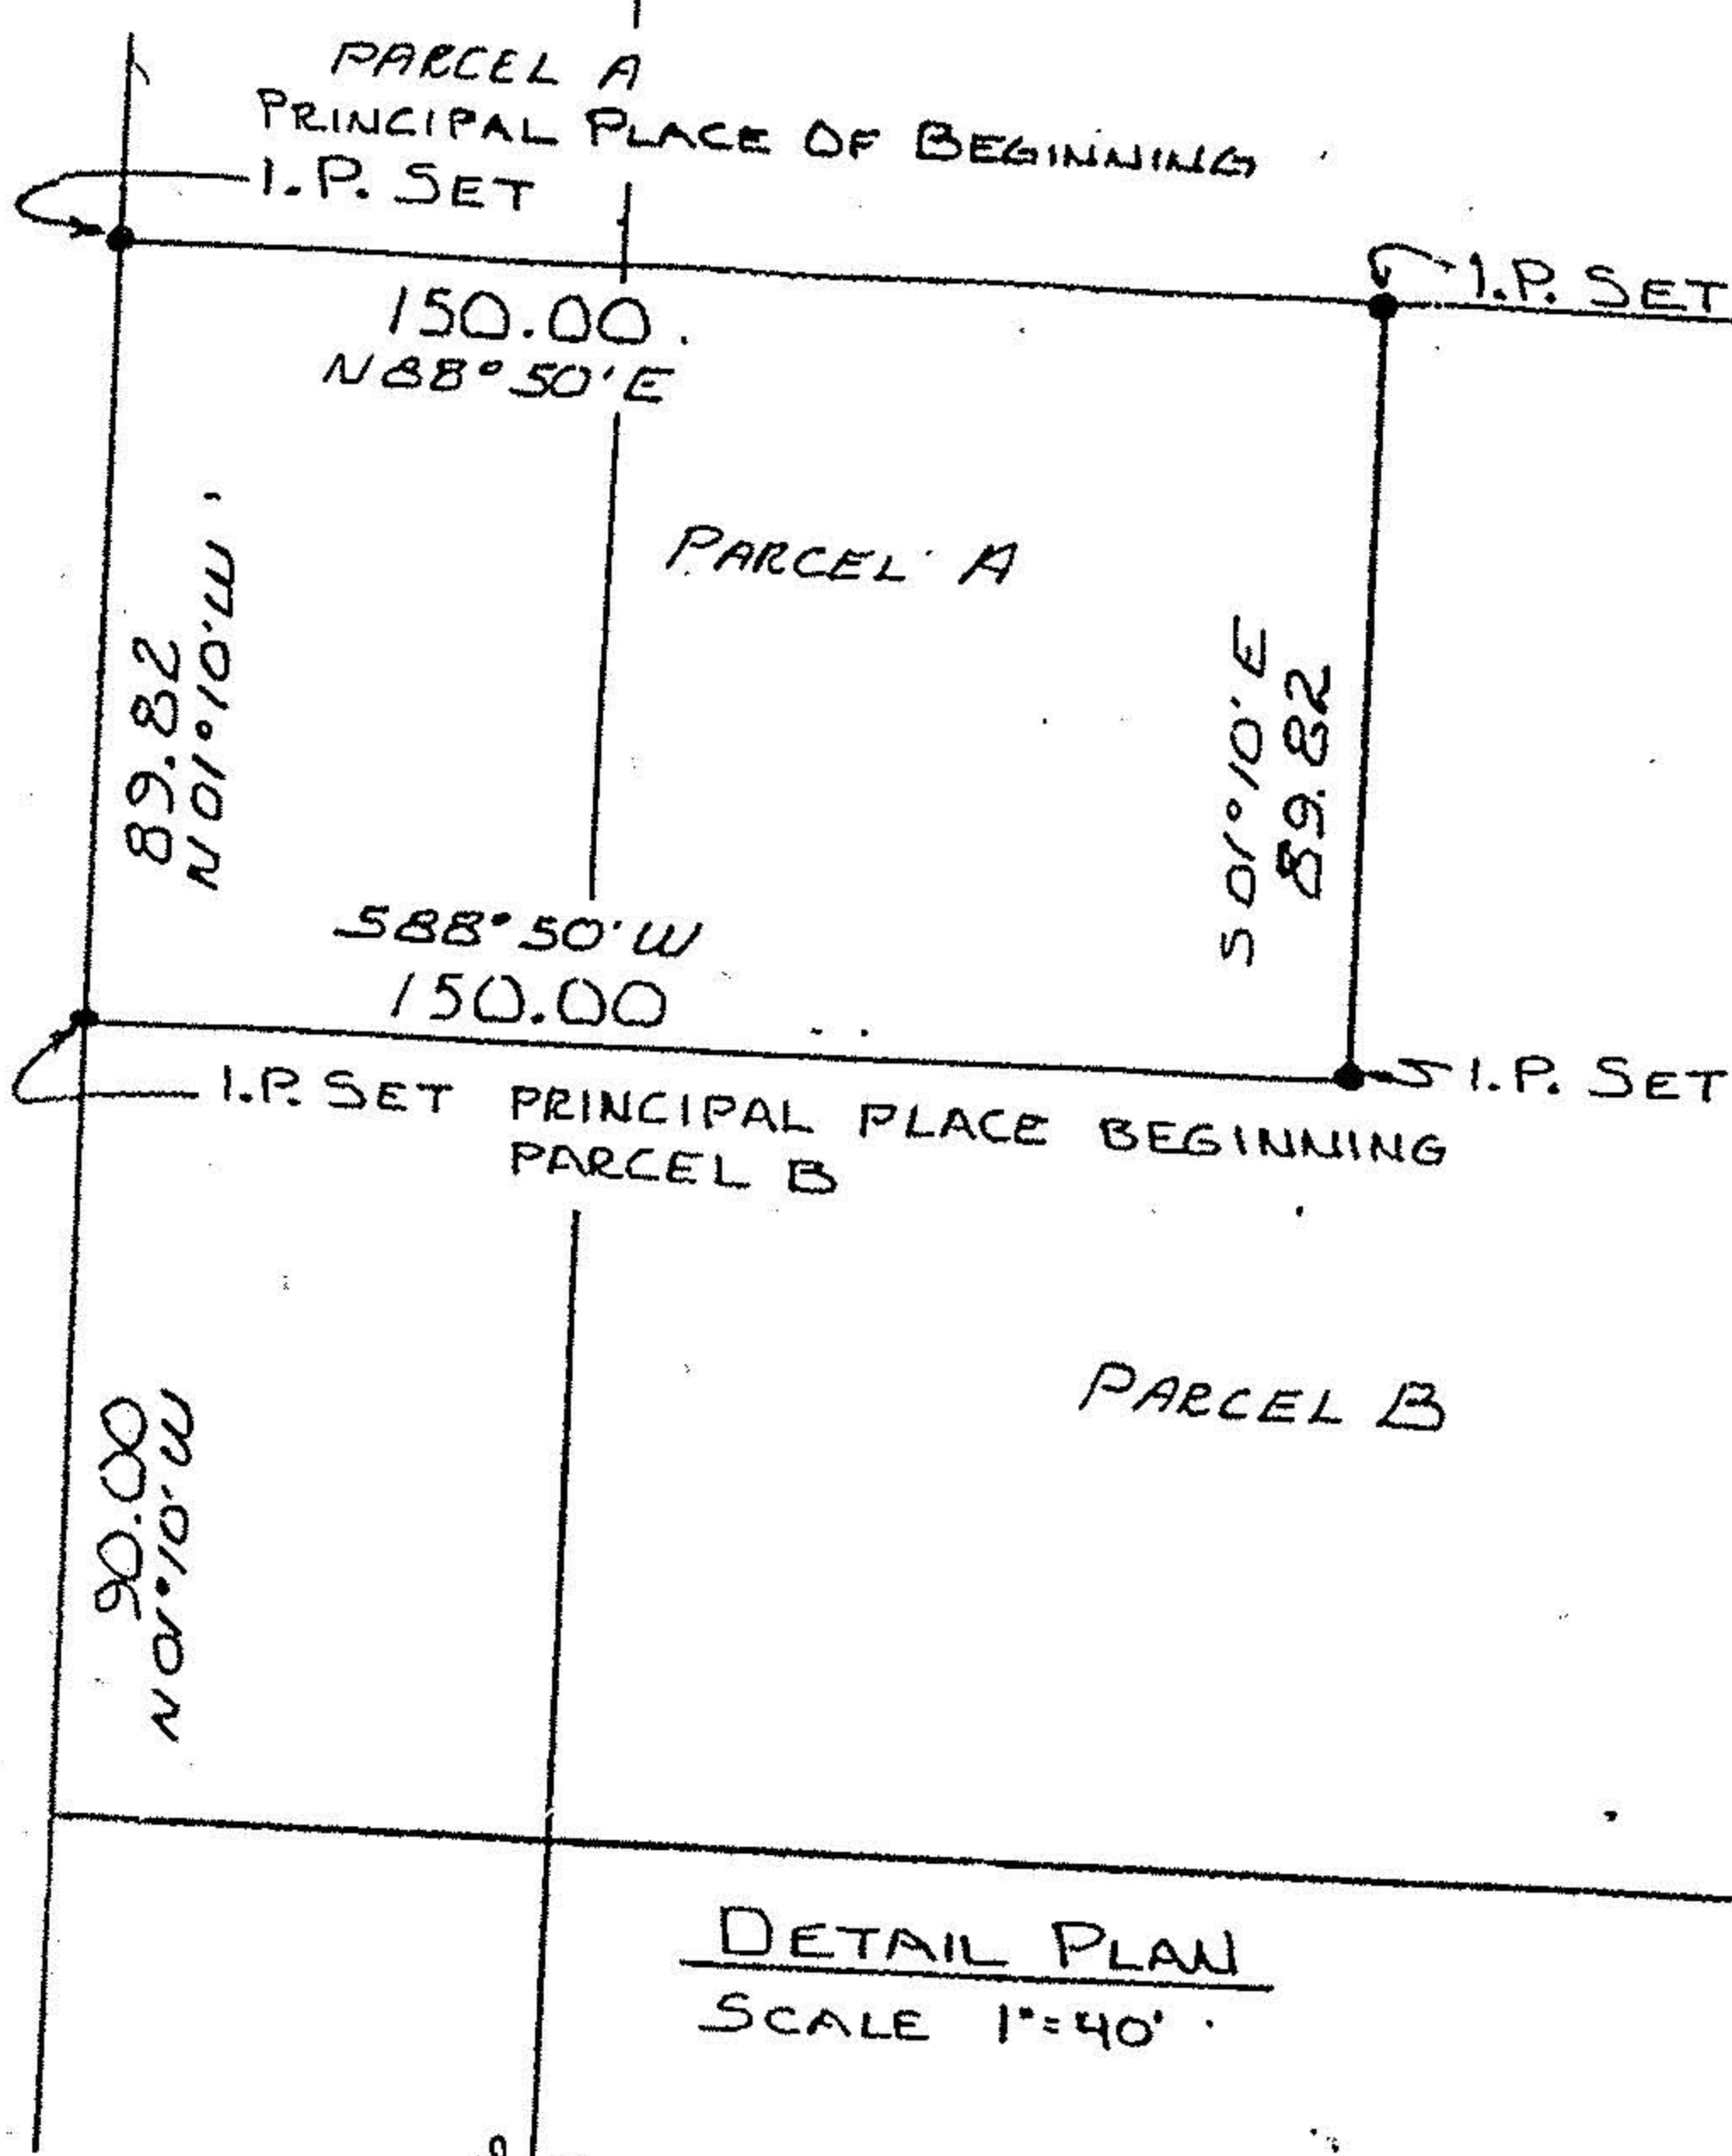 PARCEL A
PRINCIPAL PLACE OF BEGINNING
I.P. SET
I.P. SET
150.00
N88°50'E
PARCEL A
89.82
N01°10'W
S01°10'E
89.82
S88°50'W
150.00
I.P. SET PRINCIPAL PLACE BEGINNING
PARCEL B
I.P. SET
PARCEL B
90.00
N01°10'W
DETAIL PLAN
SCALE 1"=40'